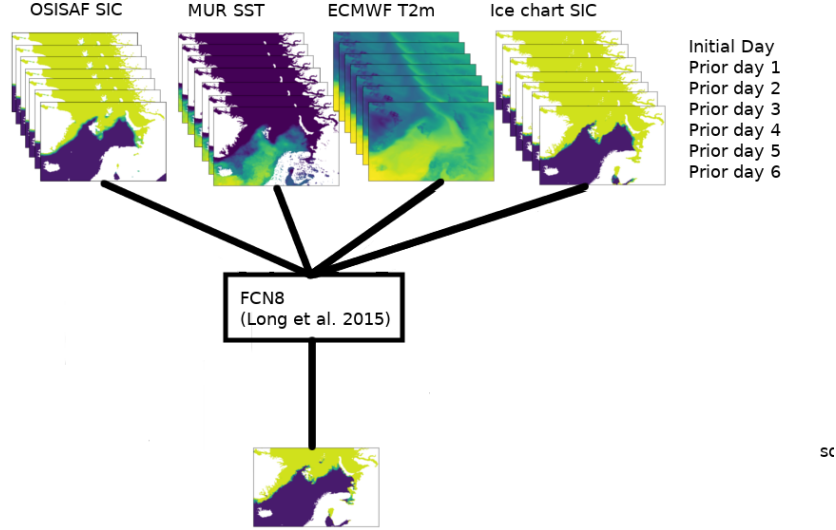 OSISAF SIC
MUR SST
ECMWF T2m
Ice chart SIC
Initial Day
Prior day 1
Prior day 2
Prior day 3
Prior day 4
Prior day 5
Prior day 6
FCN8
(Long et al. 2015)